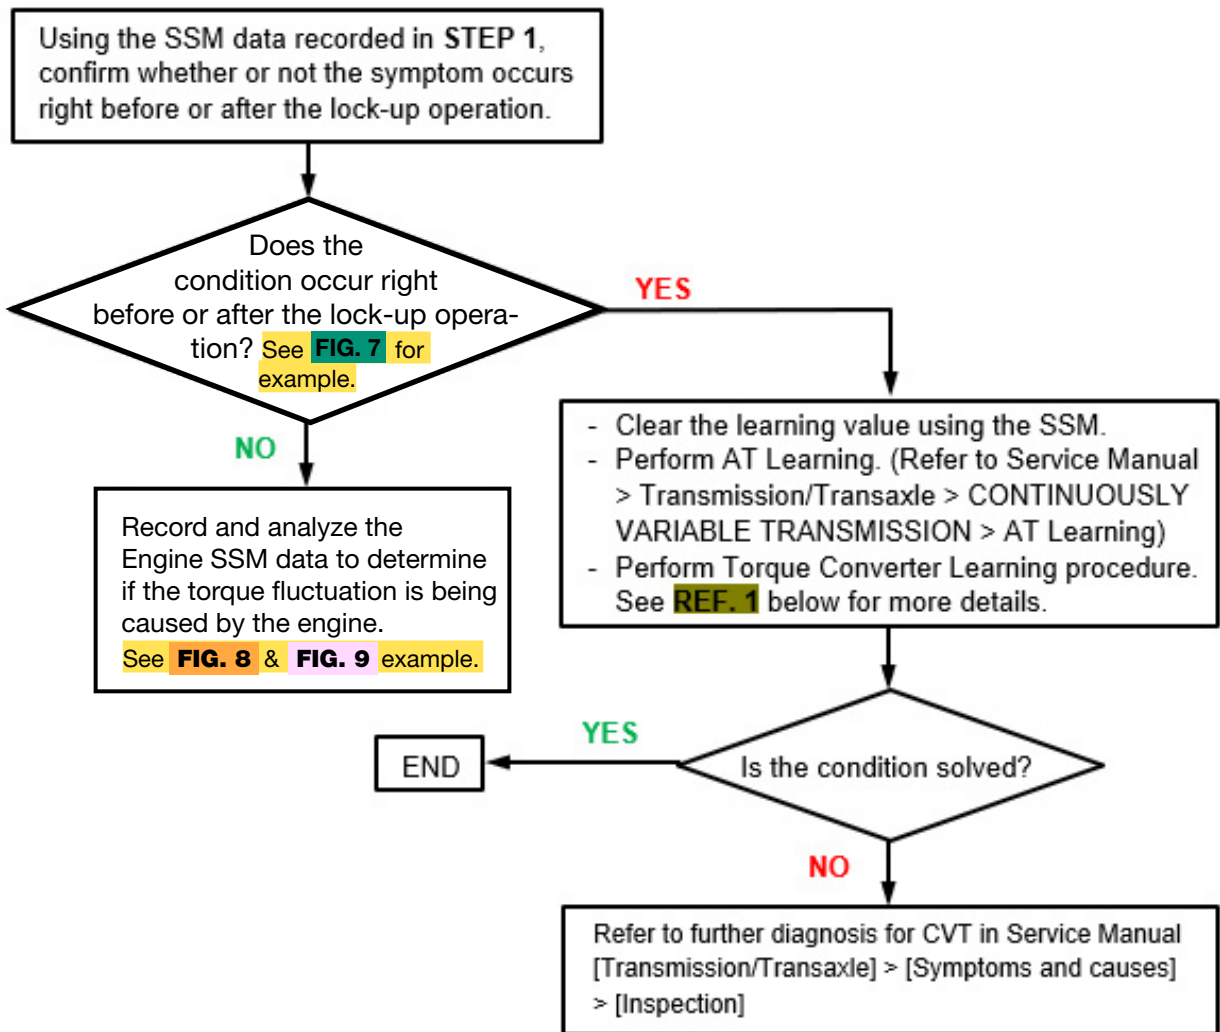 Using the SSM data recorded in STEP 1,
confirm whether or not the symptom occurs
right before or after the lock-up operation.
Does the
condition occur right
before or after the lock-up opera-
tion? See FIG. 7 for
example.
YES
NO
- Clear the learning value using the SSM.
- Perform AT Learning. (Refer to Service Manual
> Transmission/Transaxle > CONTINUOUSLY
VARIABLE TRANSMISSION > AT Learning)
- Perform Torque Converter Learning procedure.
See REF. 1 below for more details.
Record and analyze the
Engine SSM data to determine
if the torque fluctuation is being
caused by the engine.
See FIG. 8 & FIG. 9 example.
YES
END
Is the condition solved?
NO
Refer to further diagnosis for CVT in Service Manual
[Transmission/Transaxle] > [Symptoms and causes]
> [Inspection]